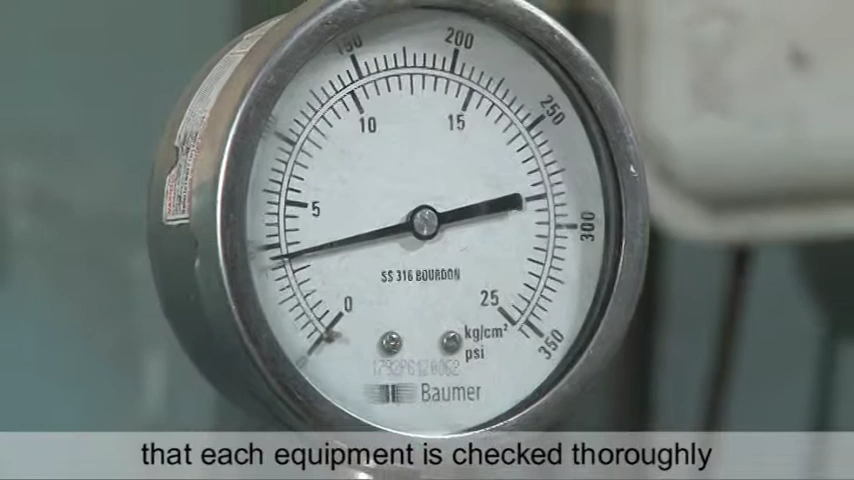 150
200
250
300
350
0
5
10
15
25
SS 316 BOURDON
kg/cm²
psi
Baumer
that each equipment is checked thoroughly